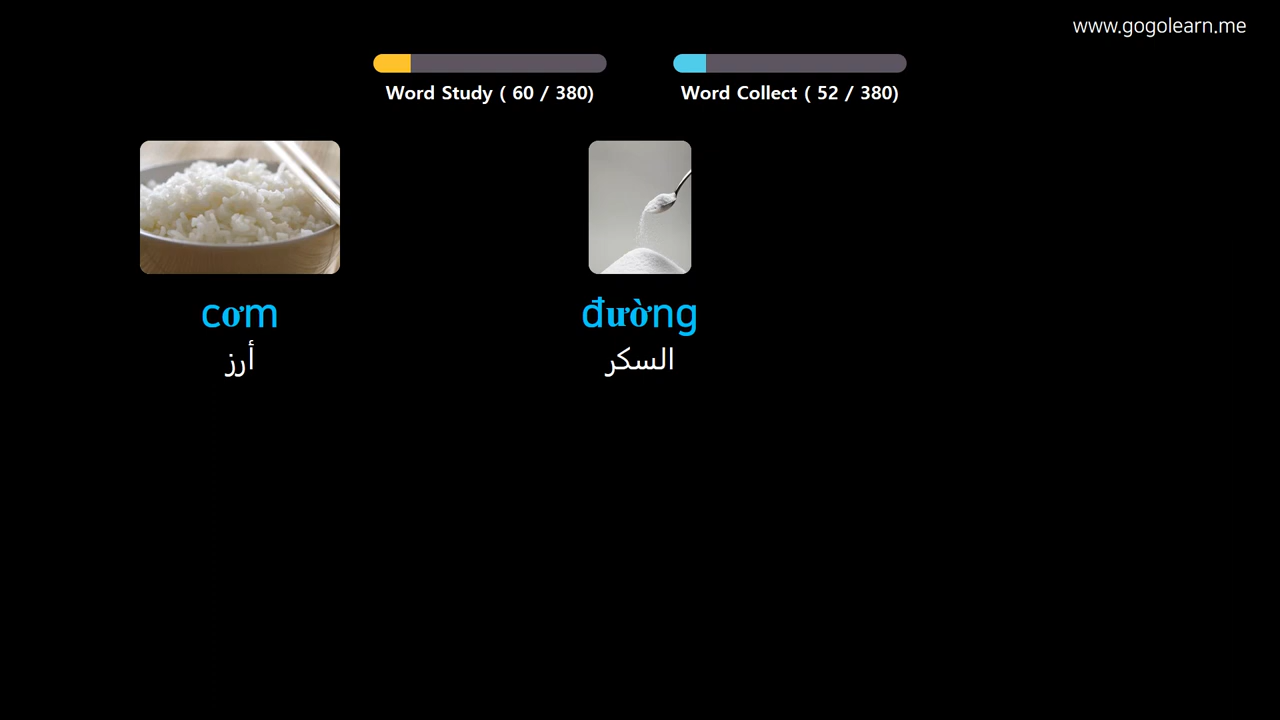 www.gogolearn.me
Word Study ( 60 / 380)
Word Collect ( 52 / 380)
cơm
أرز
đường
السكر